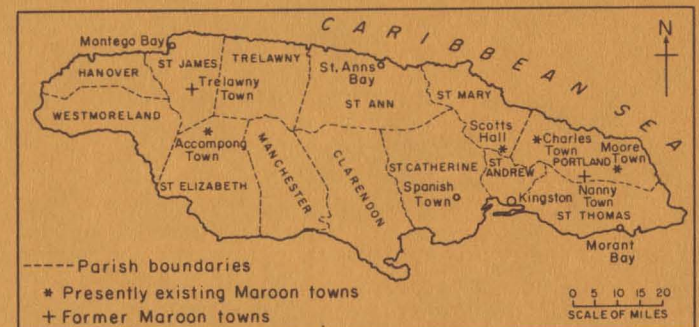 CARIBBEAN SEA
N
Montego Bay
HANOVER
ST JAMES
TRELAWNY
St. Anns
Bay
Trelawny
Town
ST ANN
ST MARY
WESTMORELAND
Accompong
Town
MANCHESTER
CLARENDON
Scotts
Hall
Charles
Town
Moore
Town
PORTLAND
ST CATHERINE
ST
ANDREW
ST ELIZABETH
Spanish
Town
Kingston
Nanny
Town
ST THOMAS
Morant
Bay
----- Parish boundaries
* Presently existing Maroon towns
+ Former Maroon towns
0 5 10 15 20
SCALE OF MILES